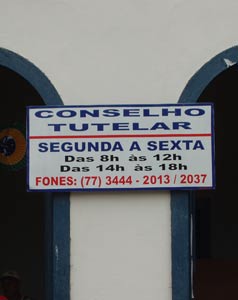 CONSELHO
TUTELAR
SEGUNDA A SEXTA
Das 8h às 12h
Das 14h às 18h
FONES: (77) 3444 - 2013 / 2037